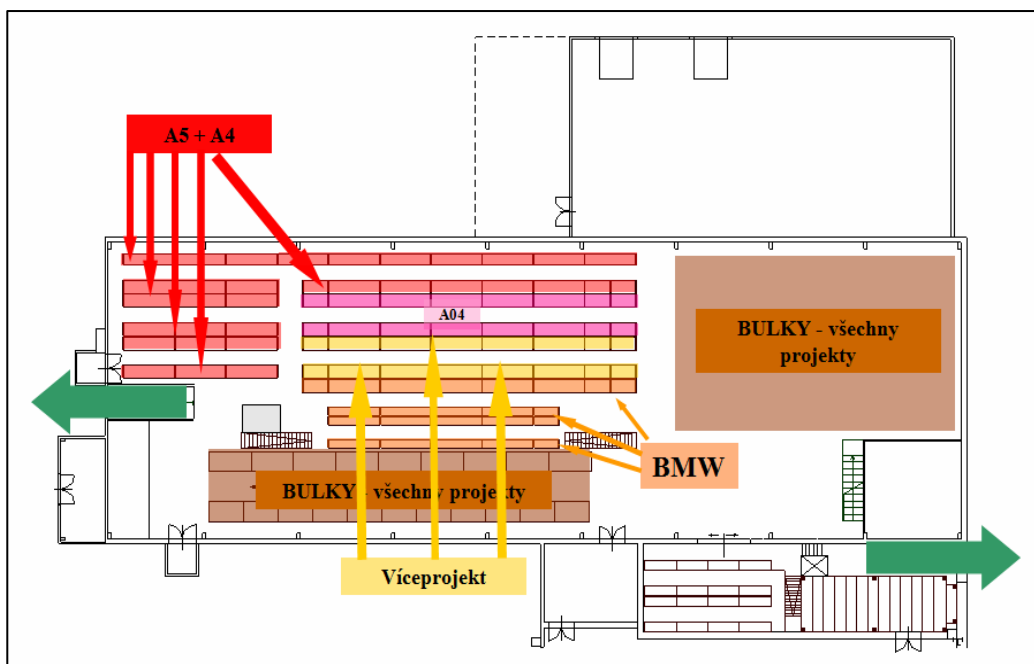 A5 + A4
A04
BULKY - všechny
projekty
BMW
BULKY - všechny projekty
Víceprojekt